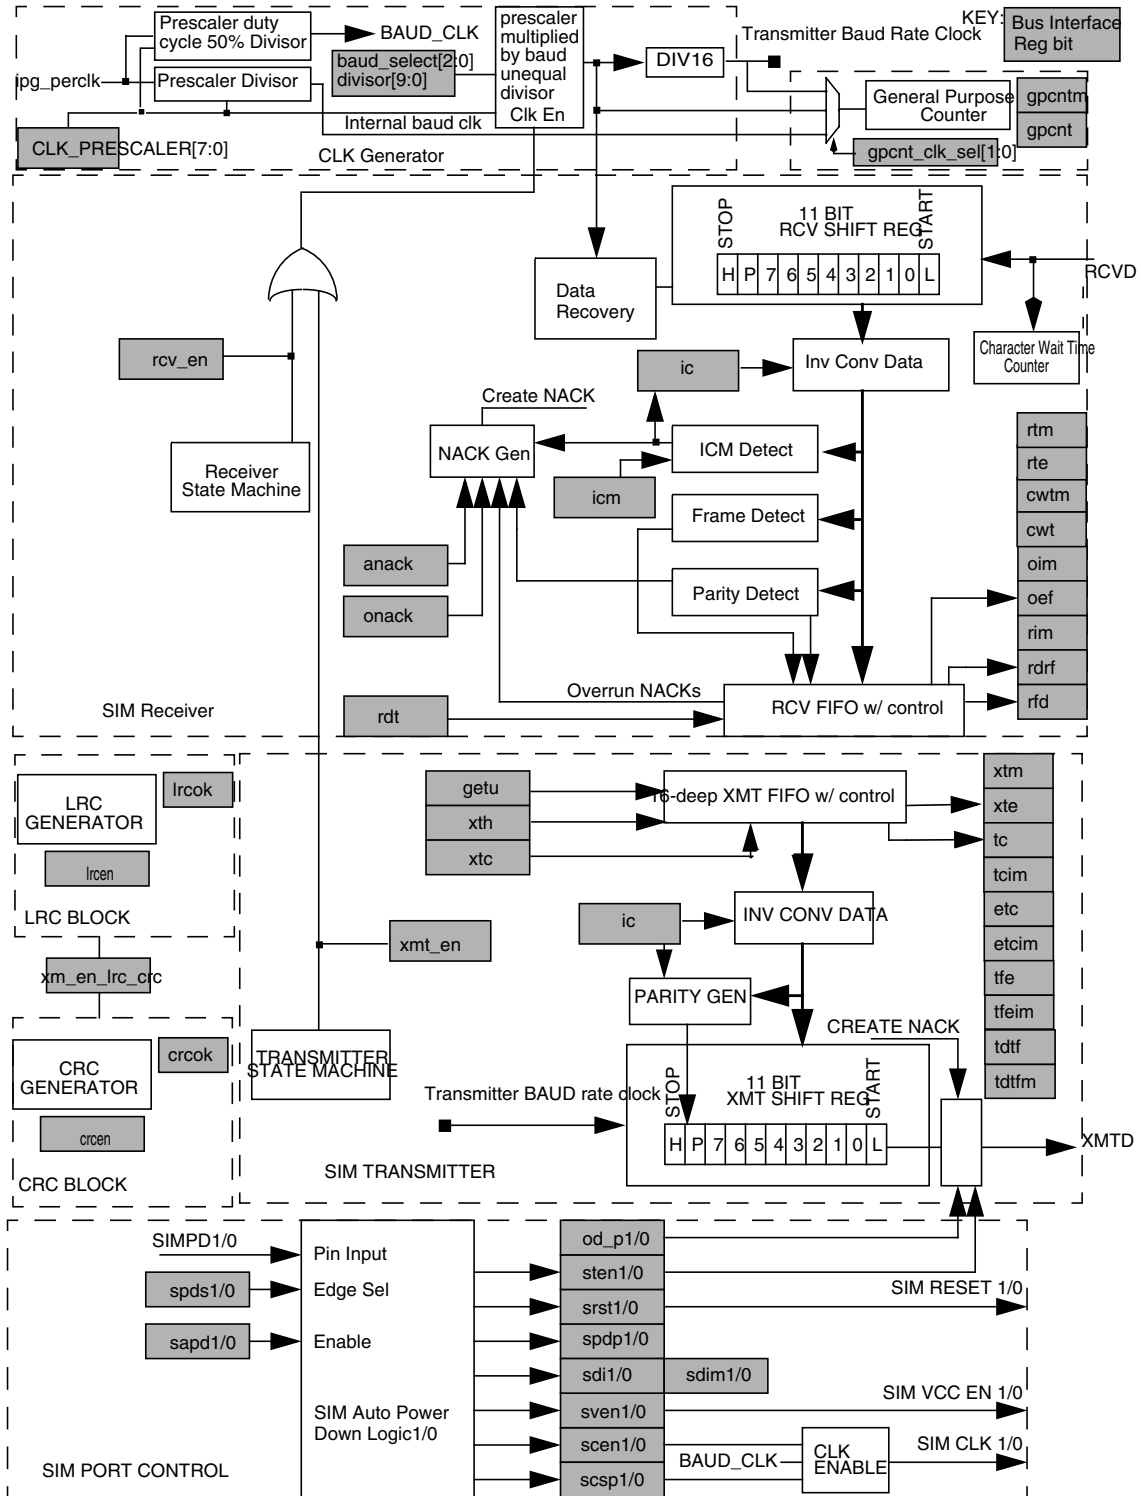 Prescaler duty
cycle 50% Divisor
BAUD_CLK
prescaler
multiplied
by baud
unequal
divisor
Clk En
baud_select[2:0]
divisor[9:0]
ipg_perclk
Prescaler Divisor
DIV16
Transmitter Baud Rate Clock
KEY:
Bus Interface
Reg bit
General Purpose
Counter
gpcntm
gpcnt
gpcnt_clk_sel[1:0]
Internal baud clk
CLK_PRESCALER[7:0]
CLK Generator
STOP
11 BIT
RCV SHIFT REG
START
H P 7 6 5 4 3 2 1 0 L
RCVD
Data
Recovery
Character Wait Time
Counter
rcv_en
ic
Inv Conv Data
Create NACK
NACK Gen
ICM Detect
icm
Receiver
State Machine
Frame Detect
anack
onack
Parity Detect
Overrun NACKs
rdt
RCV FIFO w/ control
SIM Receiver
rtm
rte
cwtm
cwt
oim
oef
rim
rdrf
rfd
LRC
GENERATOR
lrcok
lrcen
LRC BLOCK
xm_en_lrc_crc
CRC
GENERATOR
crcok
crcen
CRC BLOCK
getu
xth
xtc
16-deep XMT FIFO w/ control
ic
INV CONV DATA
xmt_en
PARITY GEN
TRANSMITTER
STATE MACHINE
CREATE NACK
Transmitter BAUD rate clock
STOP
11 BIT
XMT SHIFT REG
START
H P 7 6 5 4 3 2 1 0 L
XMTD
SIM TRANSMITTER
xtm
xte
tc
tcim
etc
etcim
tfe
tfeim
tdtf
tdtfm
SIMPD1/0
Pin Input
spds1/0
Edge Sel
sapd1/0
Enable
SIM Auto Power
Down Logic1/0
SIM PORT CONTROL
od_p1/0
sten1/0
srst1/0
spdp1/0
sdi1/0
sdim1/0
sven1/0
scen1/0
scsp1/0
SIM RESET 1/0
SIM VCC EN 1/0
BAUD_CLK
CLK
ENABLE
SIM CLK 1/0